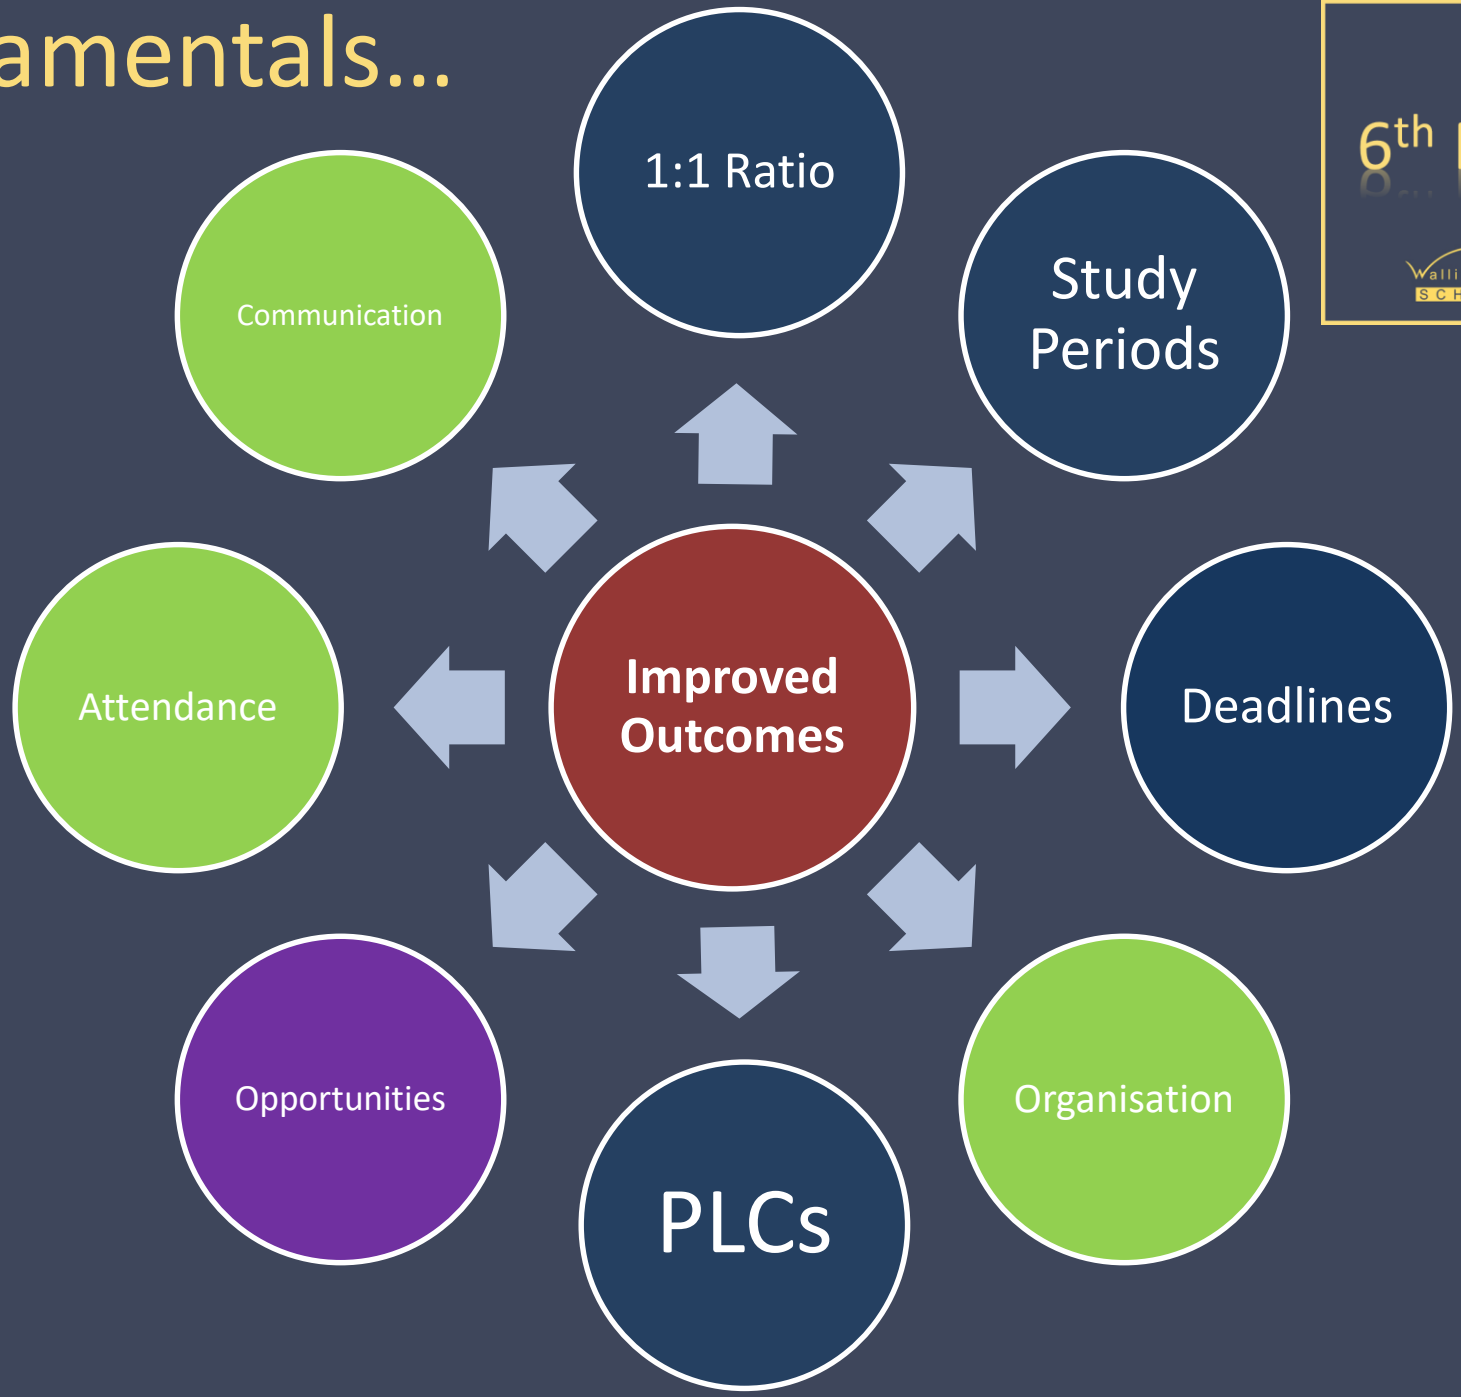 amentals...
1:1 Ratio
6th
Study
Periods
Communication
Improved
Outcomes
Attendance
Deadlines
Opportunities
Organisation
PLCs